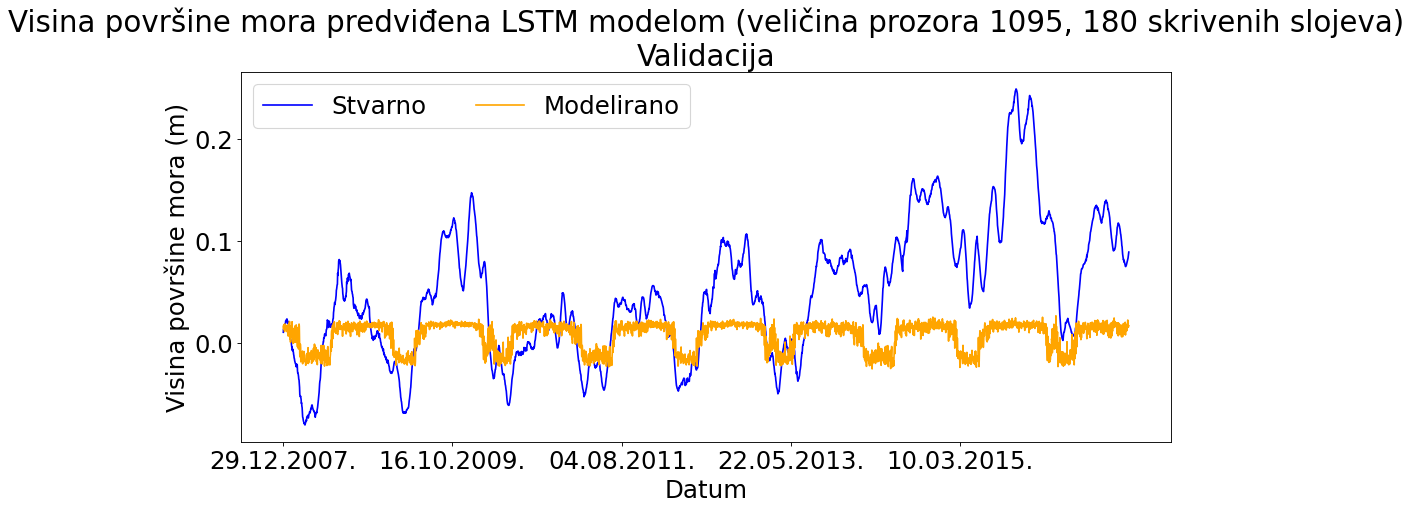 Visina površine mora predviđena LSTM modelom (veličina prozora 1095, 180 skrivenih slojeva)
Validacija
Stvarno
Modelirano
Visina površine mora (m)
0.2
0.1
0.0
29.12.2007.
16.10.2009.
04.08.2011.
22.05.2013.
10.03.2015.
Datum